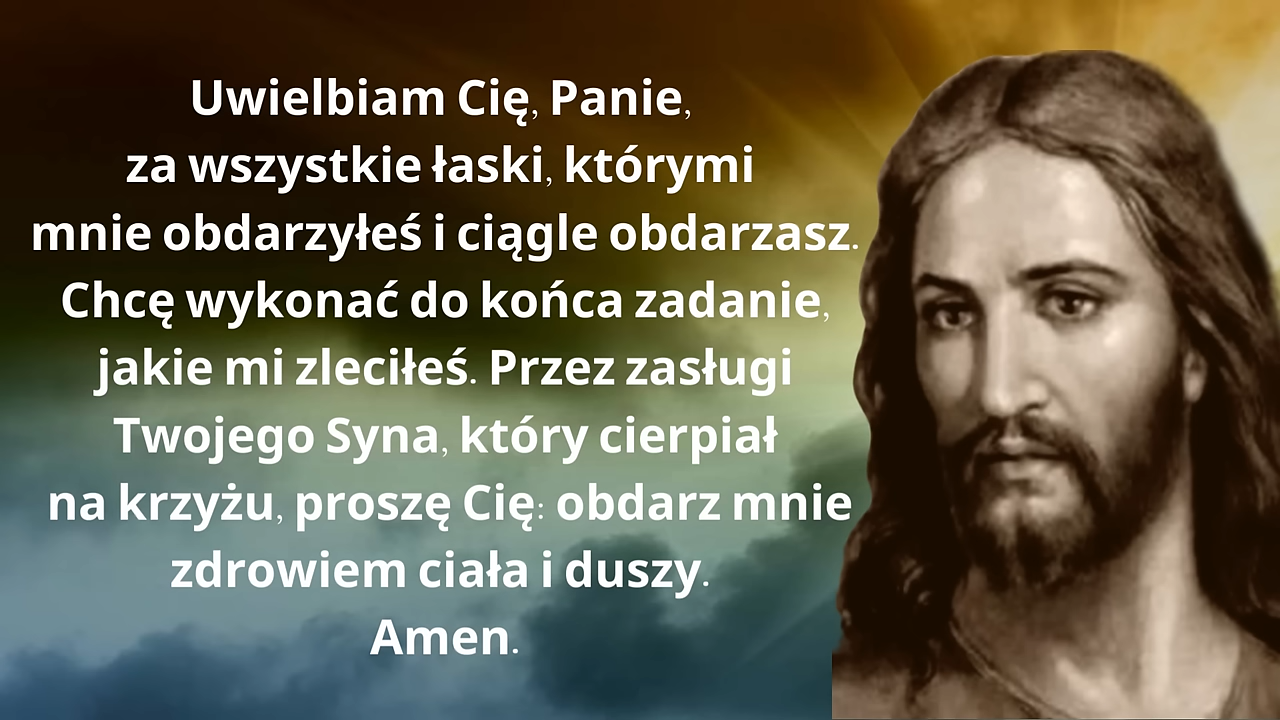 Uwielbiam Cię, Panie,
za wszystkie łaski, którymi
mnie obdarzyłeś i ciągle obdarzasz.
Chcę wykonać do końca zadanie,
jakie mi zleciłeś. Przez zasługi
Twojego Syna, który cierpiał
na krzyżu, proszę Cię: obdarz mnie
zdrowiem ciała i duszy.
Amen.